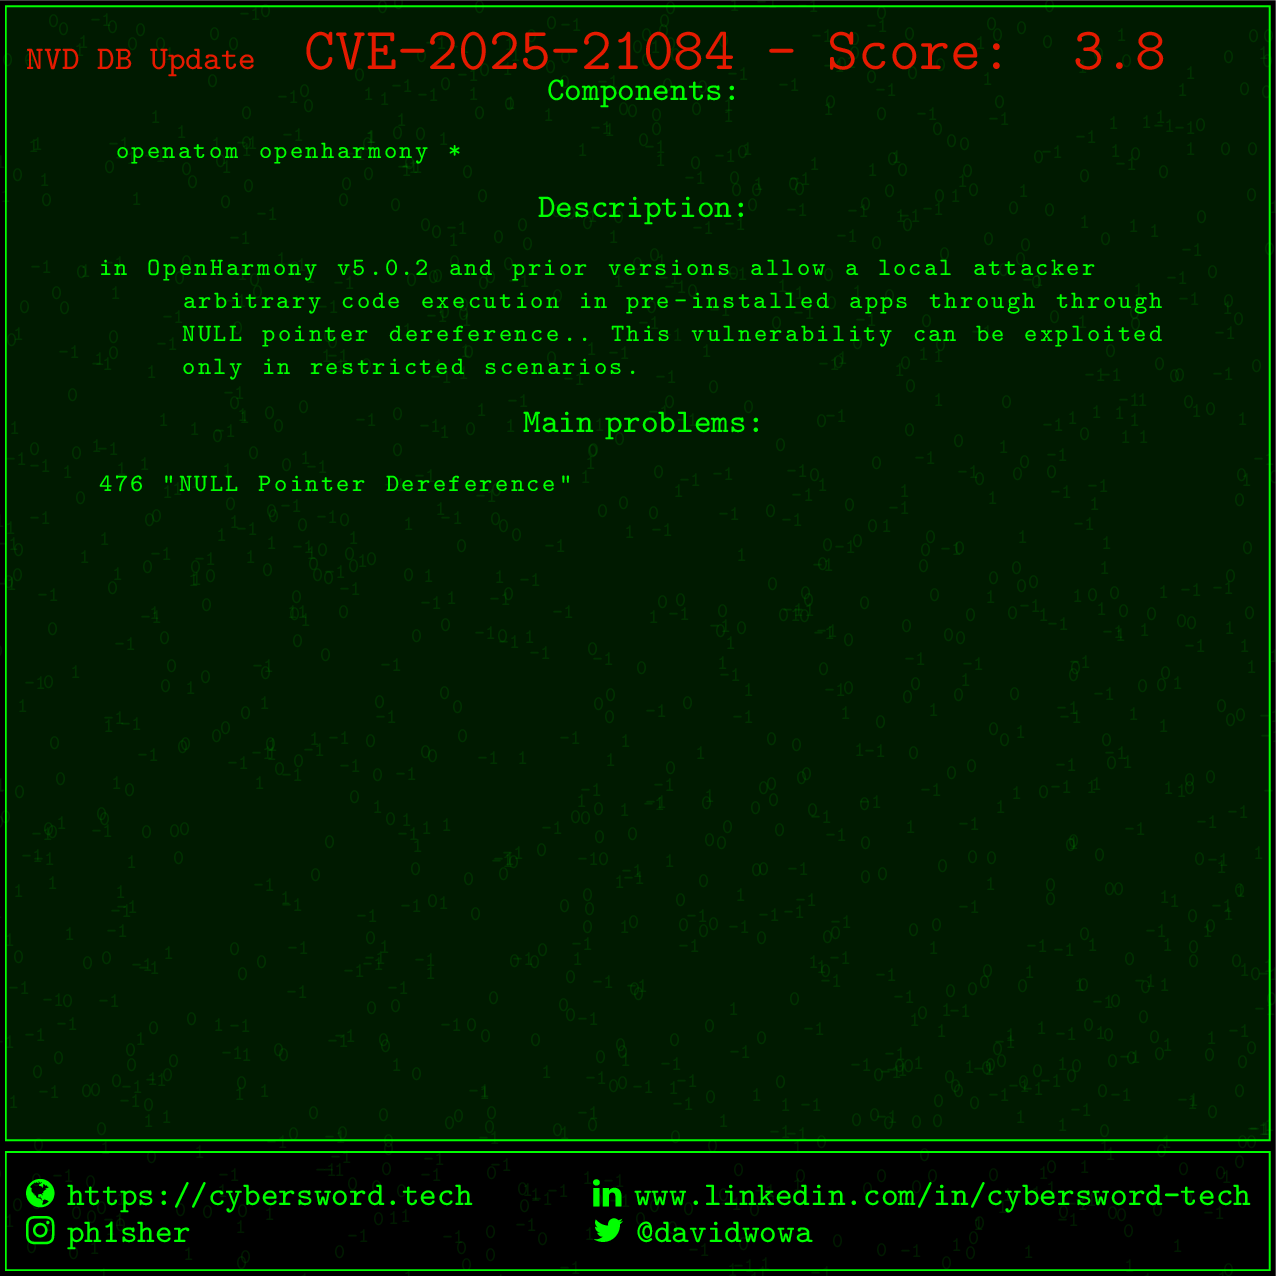 NVD DB Update CVE-2025-21084 - Score: 3.8
Components:
openatom openharmony *
Description:
in OpenHarmony v5.0.2 and prior versions allow a local attacker
arbitrary code execution in pre-installed apps through through
NULL pointer dereference.. This vulnerability can be exploited
only in restricted scenarios.
Main problems:
476 "NULL Pointer Dereference"
https://cybersword.tech
www.linkedin.com/in/cybersword-tech
ph1sher
@davidwowa